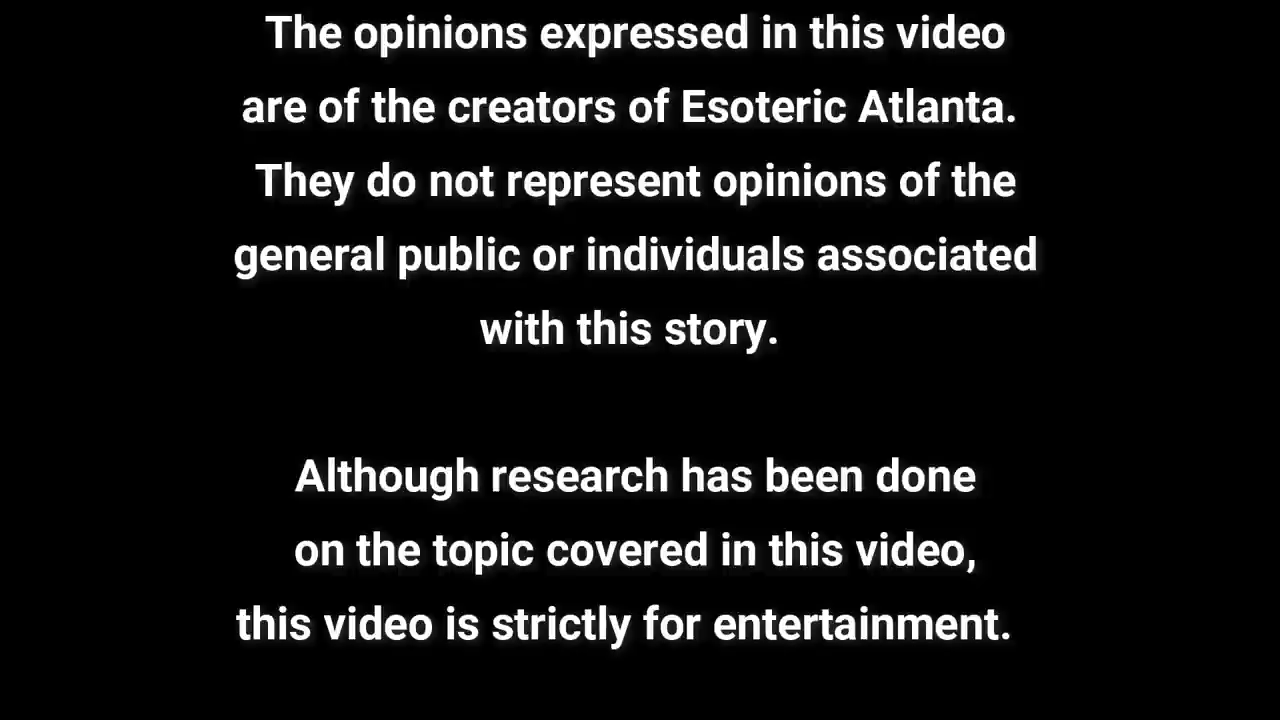 The opinions expressed in this video
are of the creators of Esoteric Atlanta.
They do not represent opinions of the
general public or individuals associated
with this story.
Although research has been done
on the topic covered in this video,
this video is strictly for entertainment.